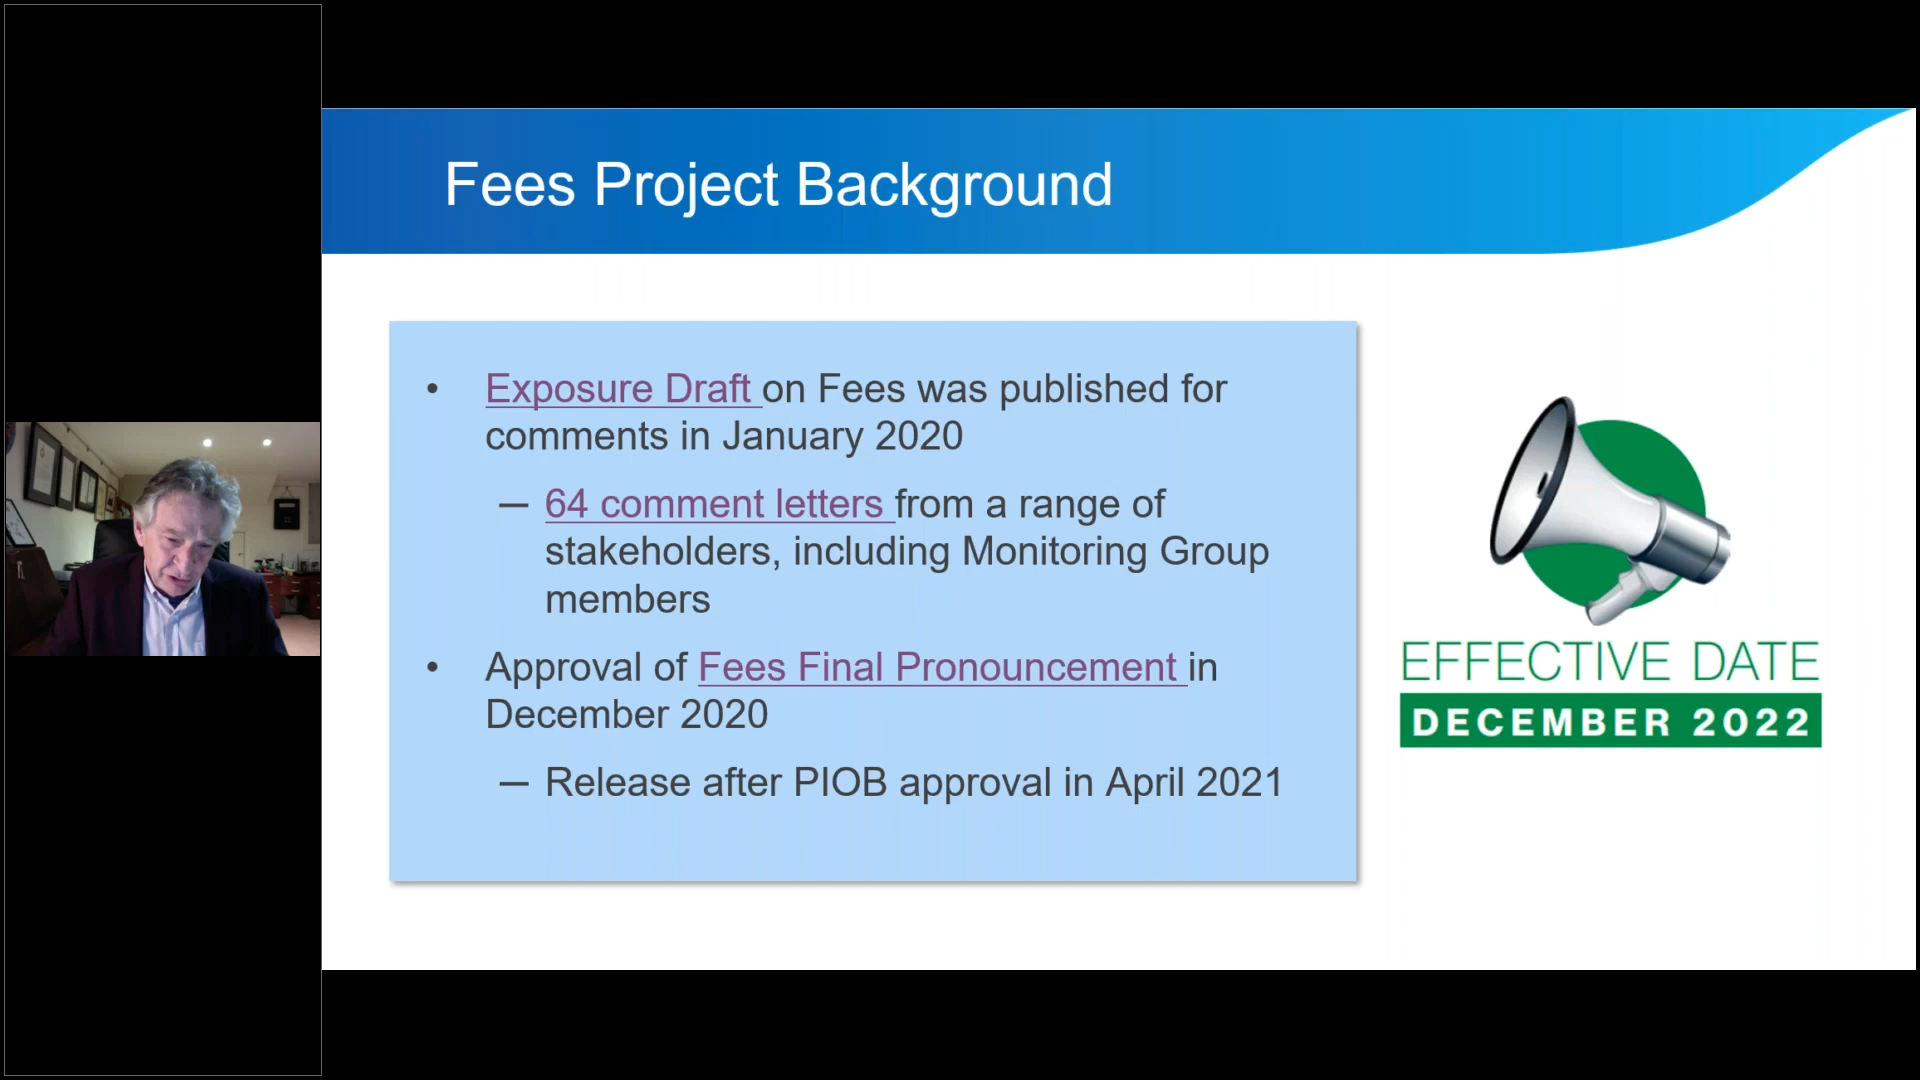 Fees Project Background
• Exposure Draft on Fees was published for
comments in January 2020
– 64 comment letters from a range of
stakeholders, including Monitoring Group
members
• Approval of Fees Final Pronouncement in
December 2020
– Release after PIOB approval in April 2021
EFFECTIVE DATE
DECEMBER 2022